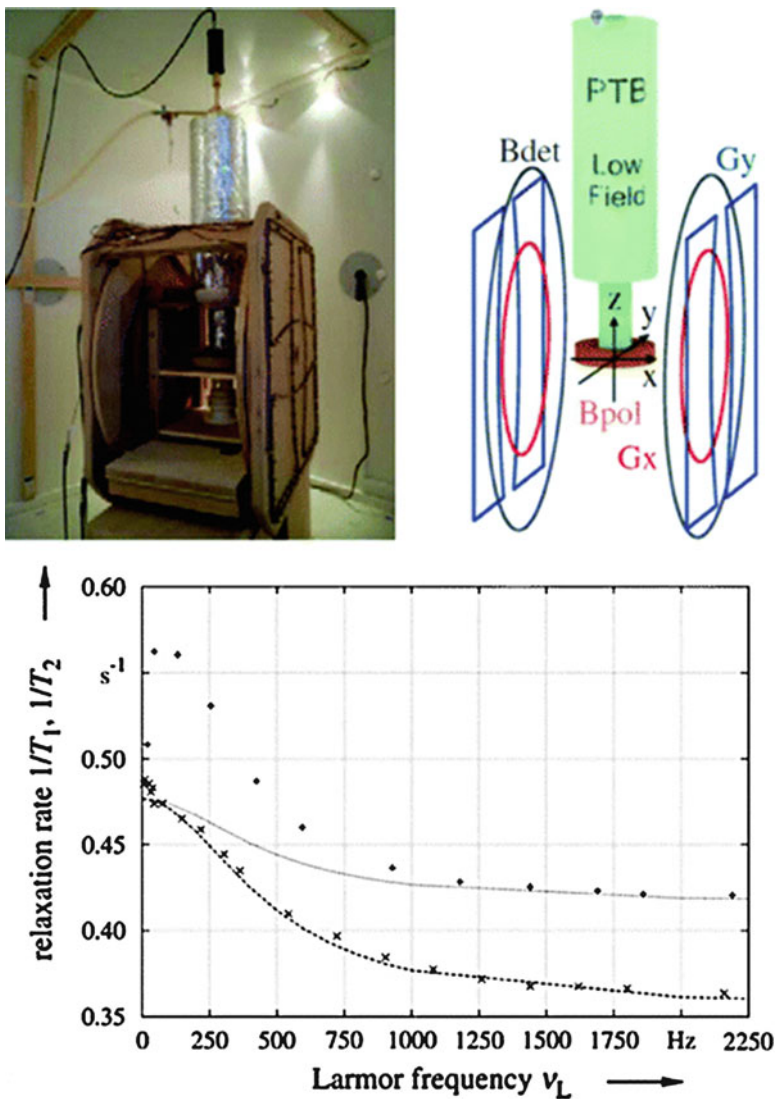 PTB
Low
Field
Bdet
Gy
z
y
x
Bpol
Gx
0.60
s⁻¹
0.50
0.45
0.40
0.35
relaxation rate 1/T₁, 1/T₂
0 250 500 750 1000 1250 1500 1750 Hz 2250
Larmor frequency νL